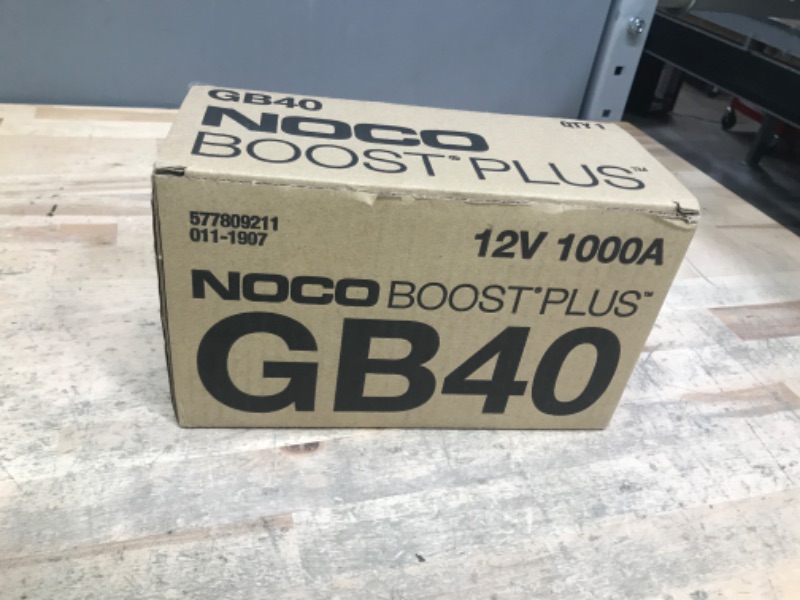 GB40
NOCO
QTY 1
BOOST® PLUS™
577809211
011-1907
12V 1000A
NOCO BOOST® PLUS™
GB40